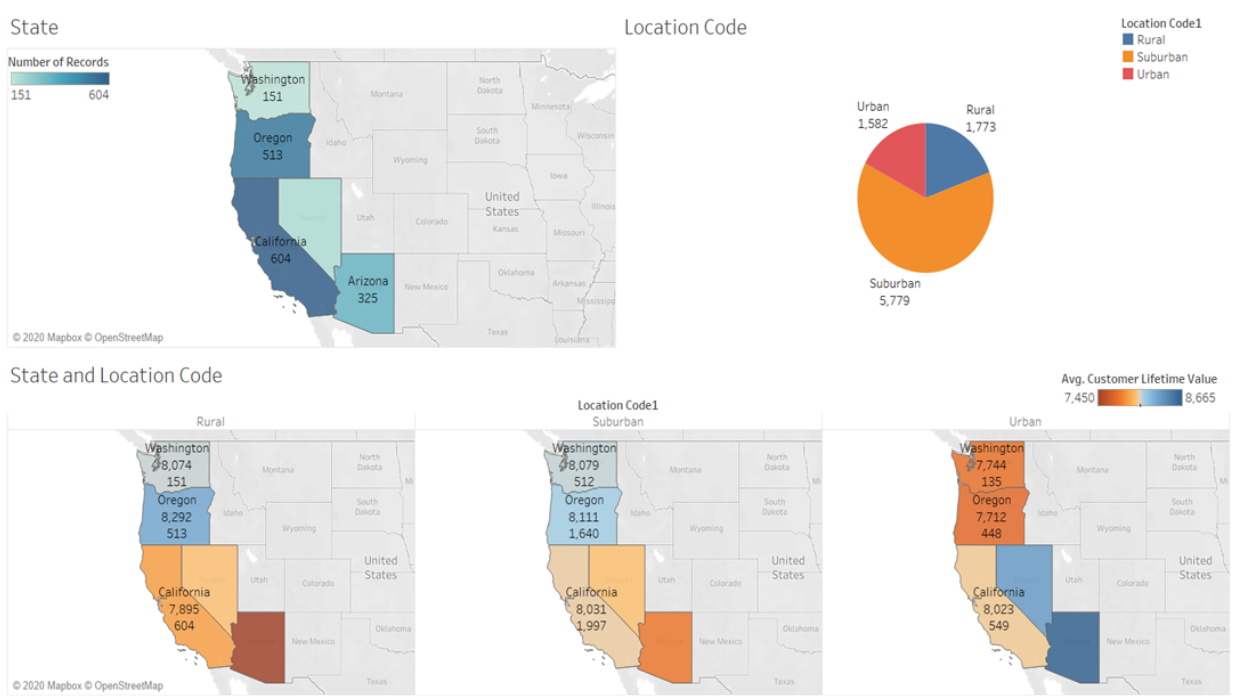 State
Number of Records
151 604
Washington
151
Oregon
513
California
604
Arizona
325
Montana
North
Dakota
Minnesota
South
Dakota
Wisconsin
Idaho
Wyoming
Iowa
United
States
Illinois
Utah
Colorado
Kansas
Missouri
Oklahoma
Arkansas
New Mexico
Mississipp
Texas
Louisiana
© 2020 Mapbox © OpenStreetMap
Location Code
Location Code1
Rural
Suburban
Urban
Urban
1,582
Rural
1,773
Suburban
5,779
State and Location Code
Avg. Customer Lifetime Value
7,450 8,665
Location Code1
Rural
Suburban
Urban
Washington
8,074
151
Oregon
8,292
513
California
7,895
604
Montana
North
Dakota
Mi
South
Dakota
Idaho
Wyoming
United
States
Utah
Colorado
New Mexico
Oklahoma
Texas
© 2020 Mapbox © OpenStreetMap
Washington
8,079
512
Oregon
8,111
1,640
California
8,031
1,997
Montana
North
Dakota
Mi
South
Dakota
Idaho
Wyoming
United
States
Utah
Colorado
New Mexico
Oklahoma
Texas
Washington
7,744
135
Oregon
7,712
448
California
8,023
549
Montana
North
Dakota
Mi
South
Dakota
Idaho
Wyoming
United
States
Utah
Colorado
New Mexico
Oklahoma
Texas